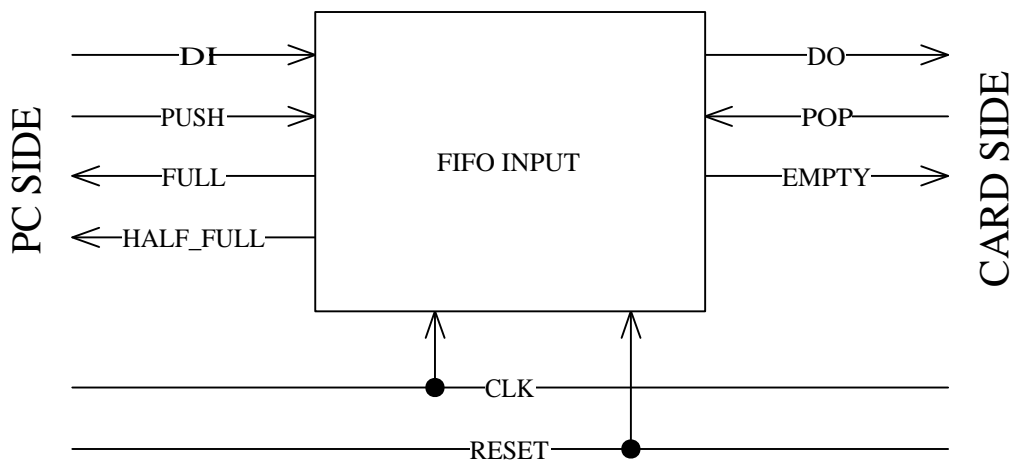 DI
DO
PUSH
POP
FULL
FIFO INPUT
EMPTY
HALF_FULL
PC SIDE
CARD SIDE
CLK
RESET